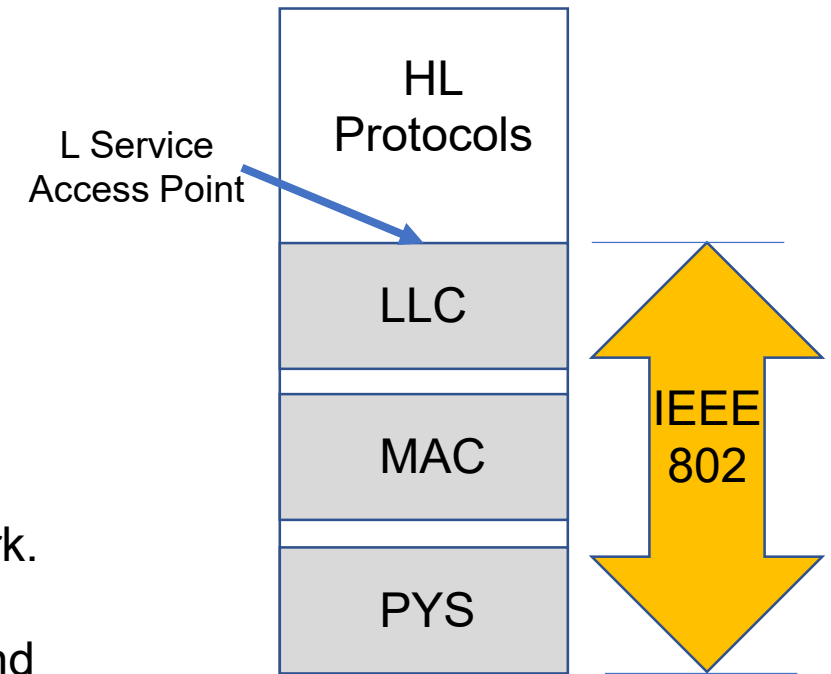 HL
Protocols
L Service
Access Point
LLC
MAC
IEEE
802
PYS
rk.
nd